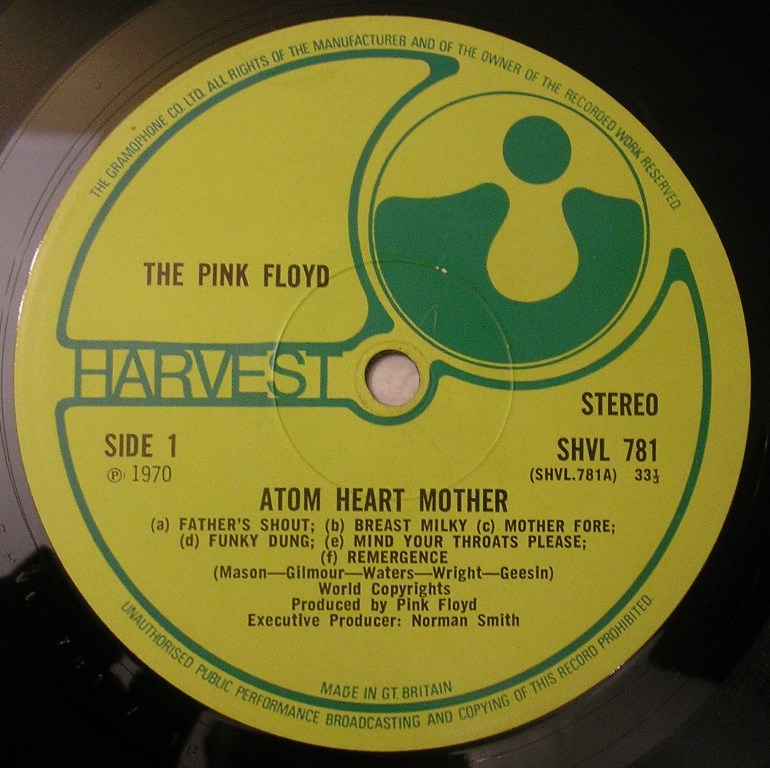 THE GRAMOPHONE CO. LTD. ALL RIGHTS OF THE MANUFACTURER AND OF THE OWNER OF THE RECORDED WORK RESERVED.
THE PINK FLOYD
HARVEST
STEREO
SIDE 1
SHVL 781
℗ 1970
(SHVL.781A) 33⅓
ATOM HEART MOTHER
(a) FATHER'S SHOUT; (b) BREAST MILKY (c) MOTHER FORE;
(d) FUNKY DUNG; (e) MIND YOUR THROATS PLEASE;
(f) REMERGENCE
(Mason—Gilmour—Waters—Wright—Geesin)
World Copyrights
Produced by Pink Floyd
Executive Producer: Norman Smith
MADE IN GT. BRITAIN
UNAUTHORISED PUBLIC PERFORMANCE BROADCASTING AND COPYING OF THIS RECORD PROHIBITED.